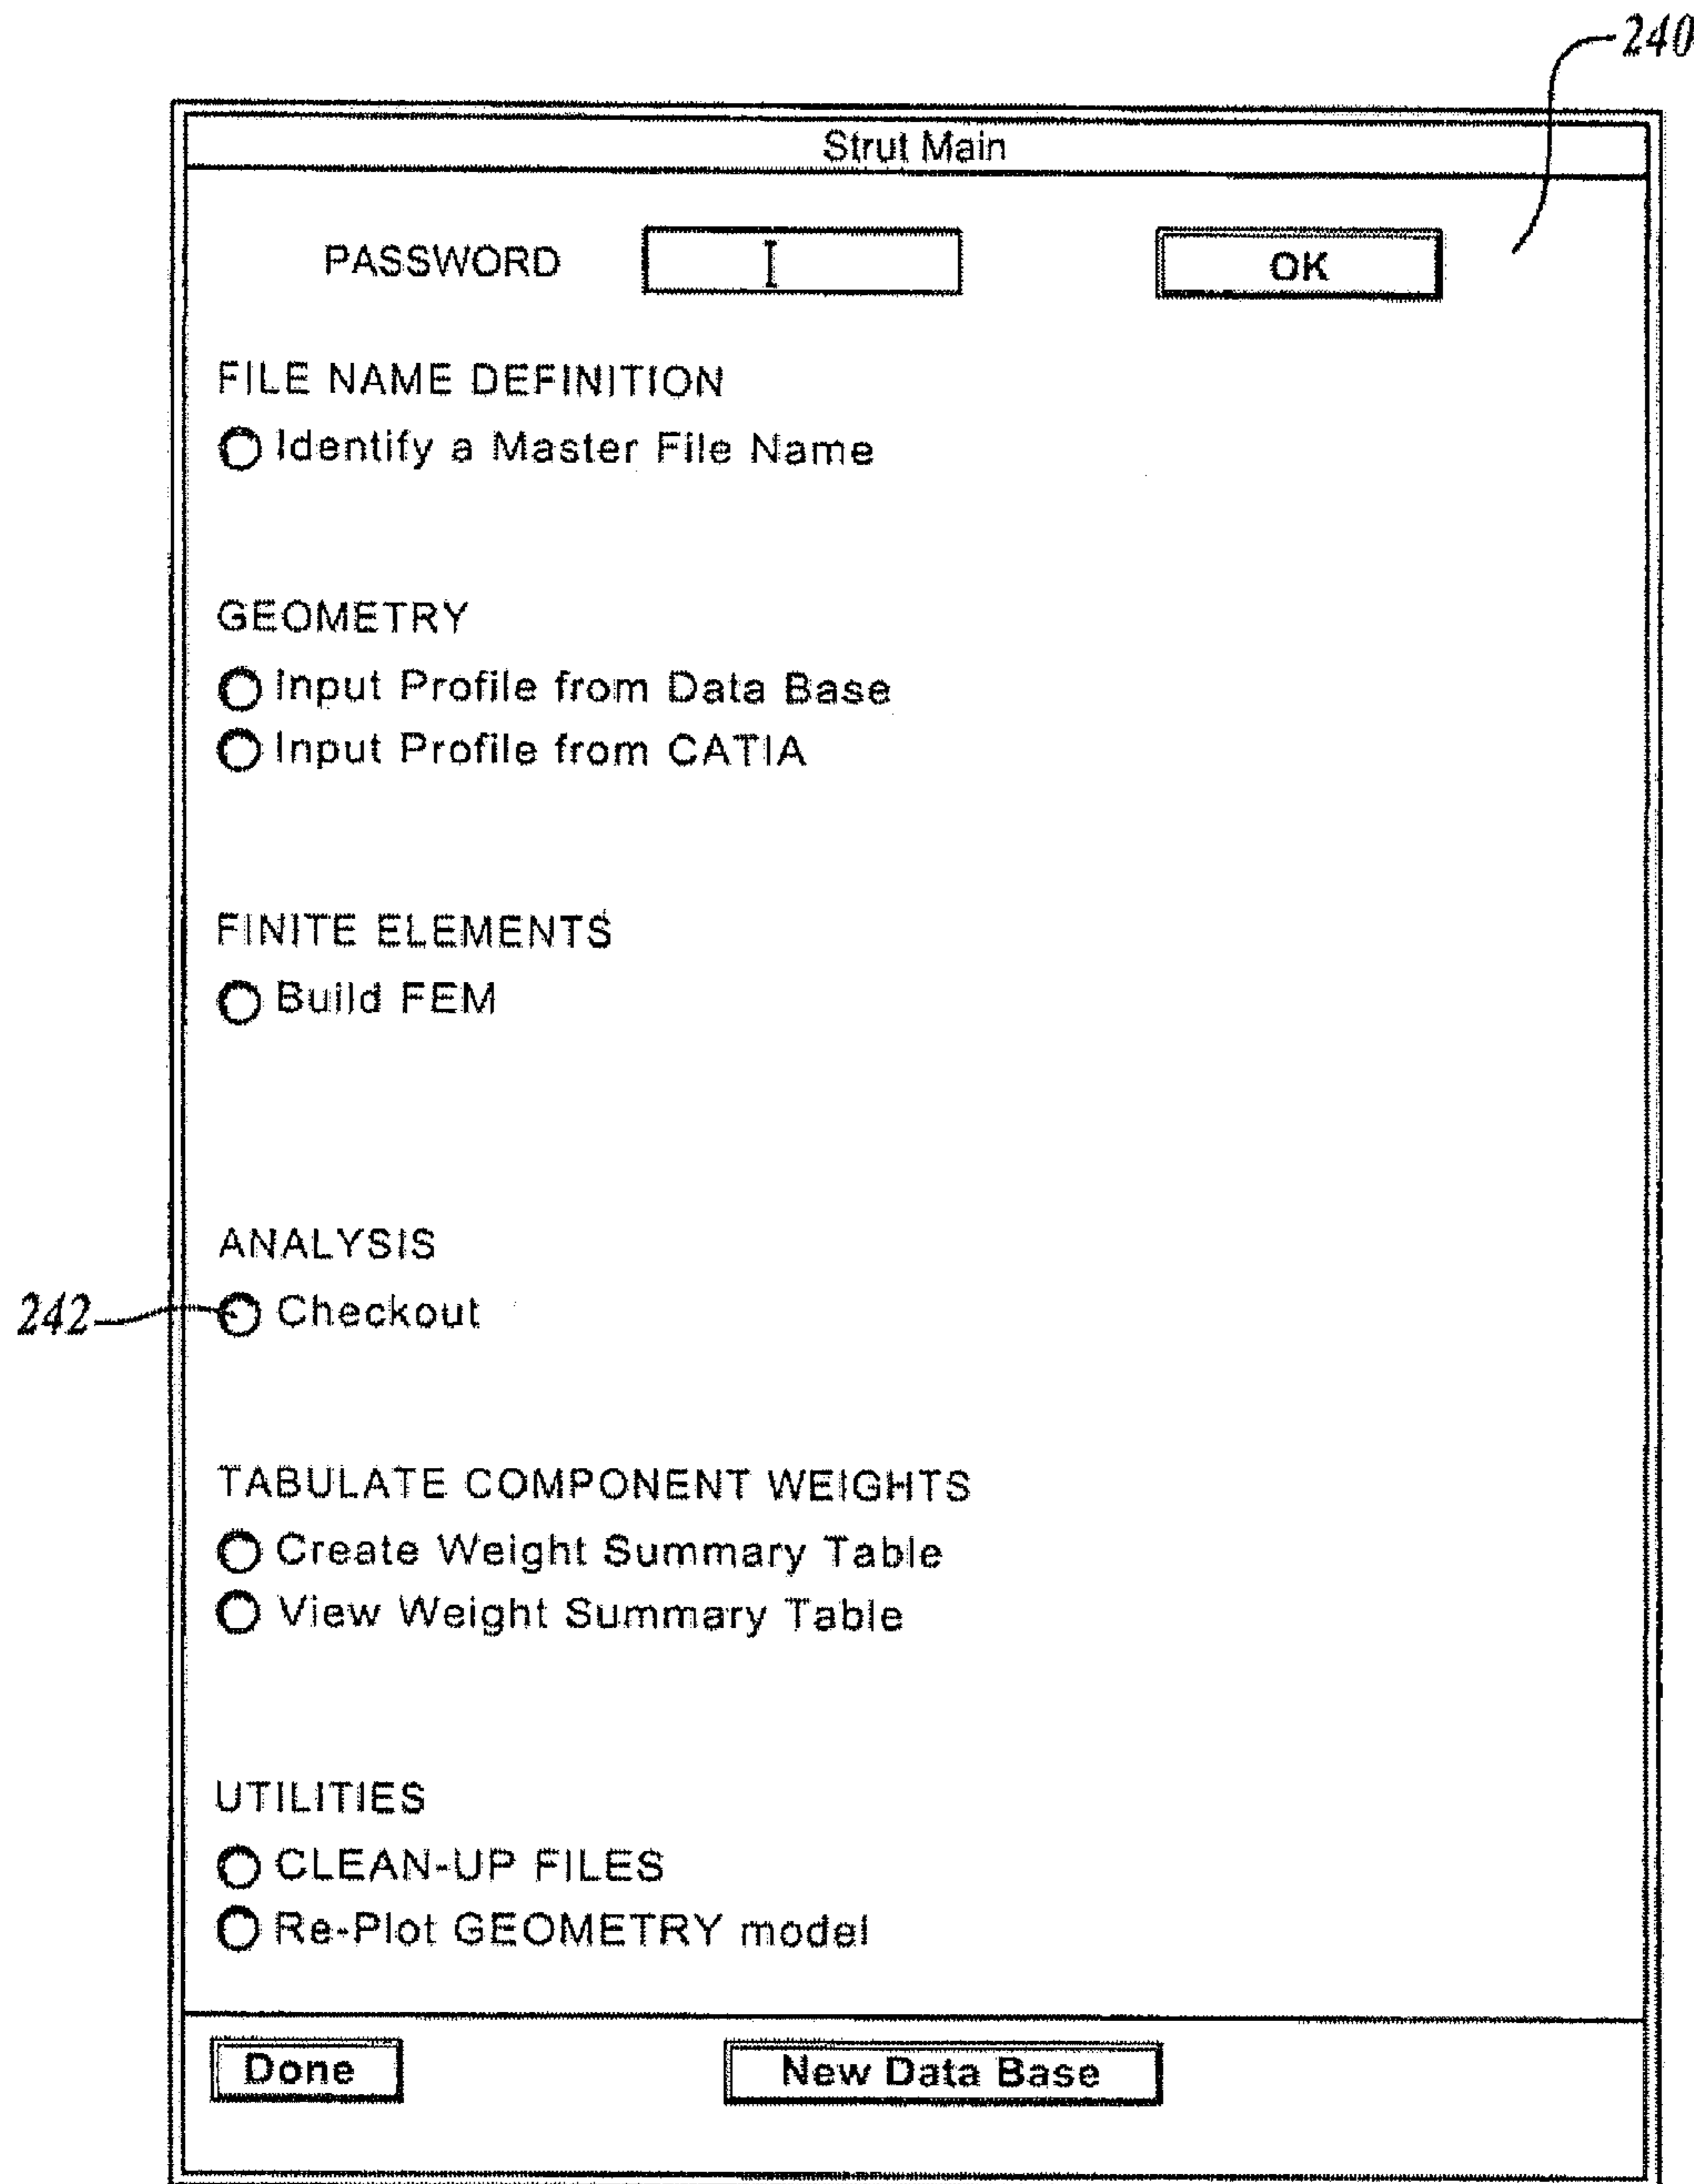 240
Strut Main
PASSWORD OK
FILE NAME DEFINITION
Identify a Master File Name
GEOMETRY
Input Profile from Data Base
Input Profile from CATIA
FINITE ELEMENTS
Build FEM
ANALYSIS
242 Checkout
TABULATE COMPONENT WEIGHTS
Create Weight Summary Table
View Weight Summary Table
UTILITIES
CLEAN-UP FILES
Re-Plot GEOMETRY model
Done New Data Base